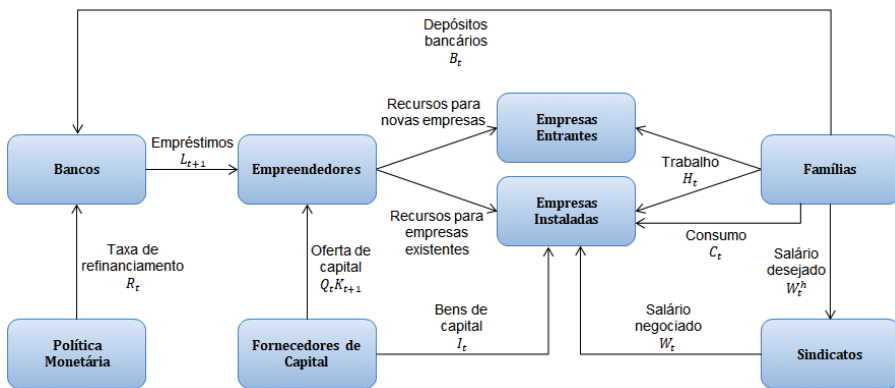 Depósitos
bancários
B_t
Recursos para
novas empresas
Empresas
Entrantes
Empréstimos
L_{t+1}
Bancos
Empreendedores
Trabalho
H_t
Famílias
Empresas
Instaladas
Recursos para
empresas
existentes
Consumo
C_t
Taxa de
refinanciamento
R_t
Oferta de
capital
Q_t K_{t+1}
Salário
desejado
W_t^h
Bens de
capital
I_t
Salário
negociado
W_t
Política
Monetária
Fornecedores de
Capital
Sindicatos